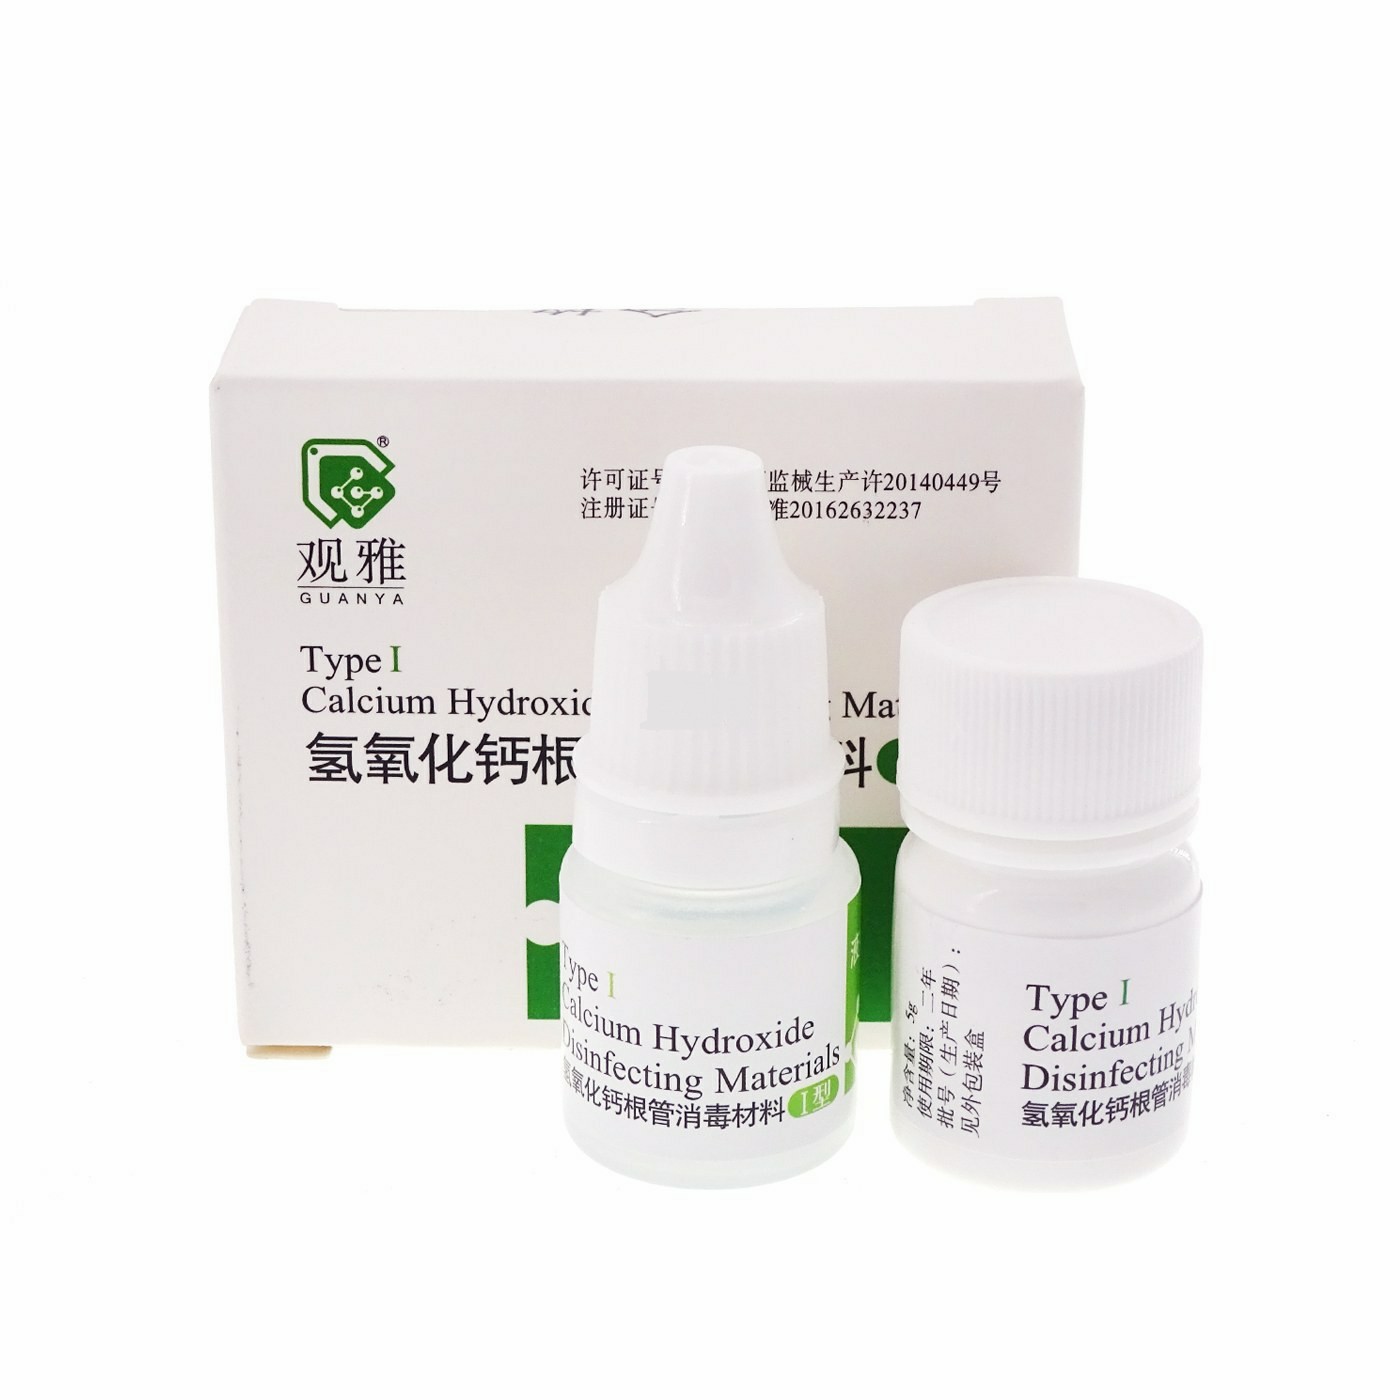 ®
观雅
GUANYA
许可证号 监械生产许20140449号
注册证 准20162632237
Type I
Calcium Hydroxid Mat
氢氧化钙根 料
Type I
Calcium Hydroxide
Disinfecting Materials
氢氧化钙根管消毒材料 I型
净含量：5g
使用期限：二年
批号（生产日期）：
见外包装盒
Type I
Calcium Hyd
Disinfecting
氢氧化钙根管消毒